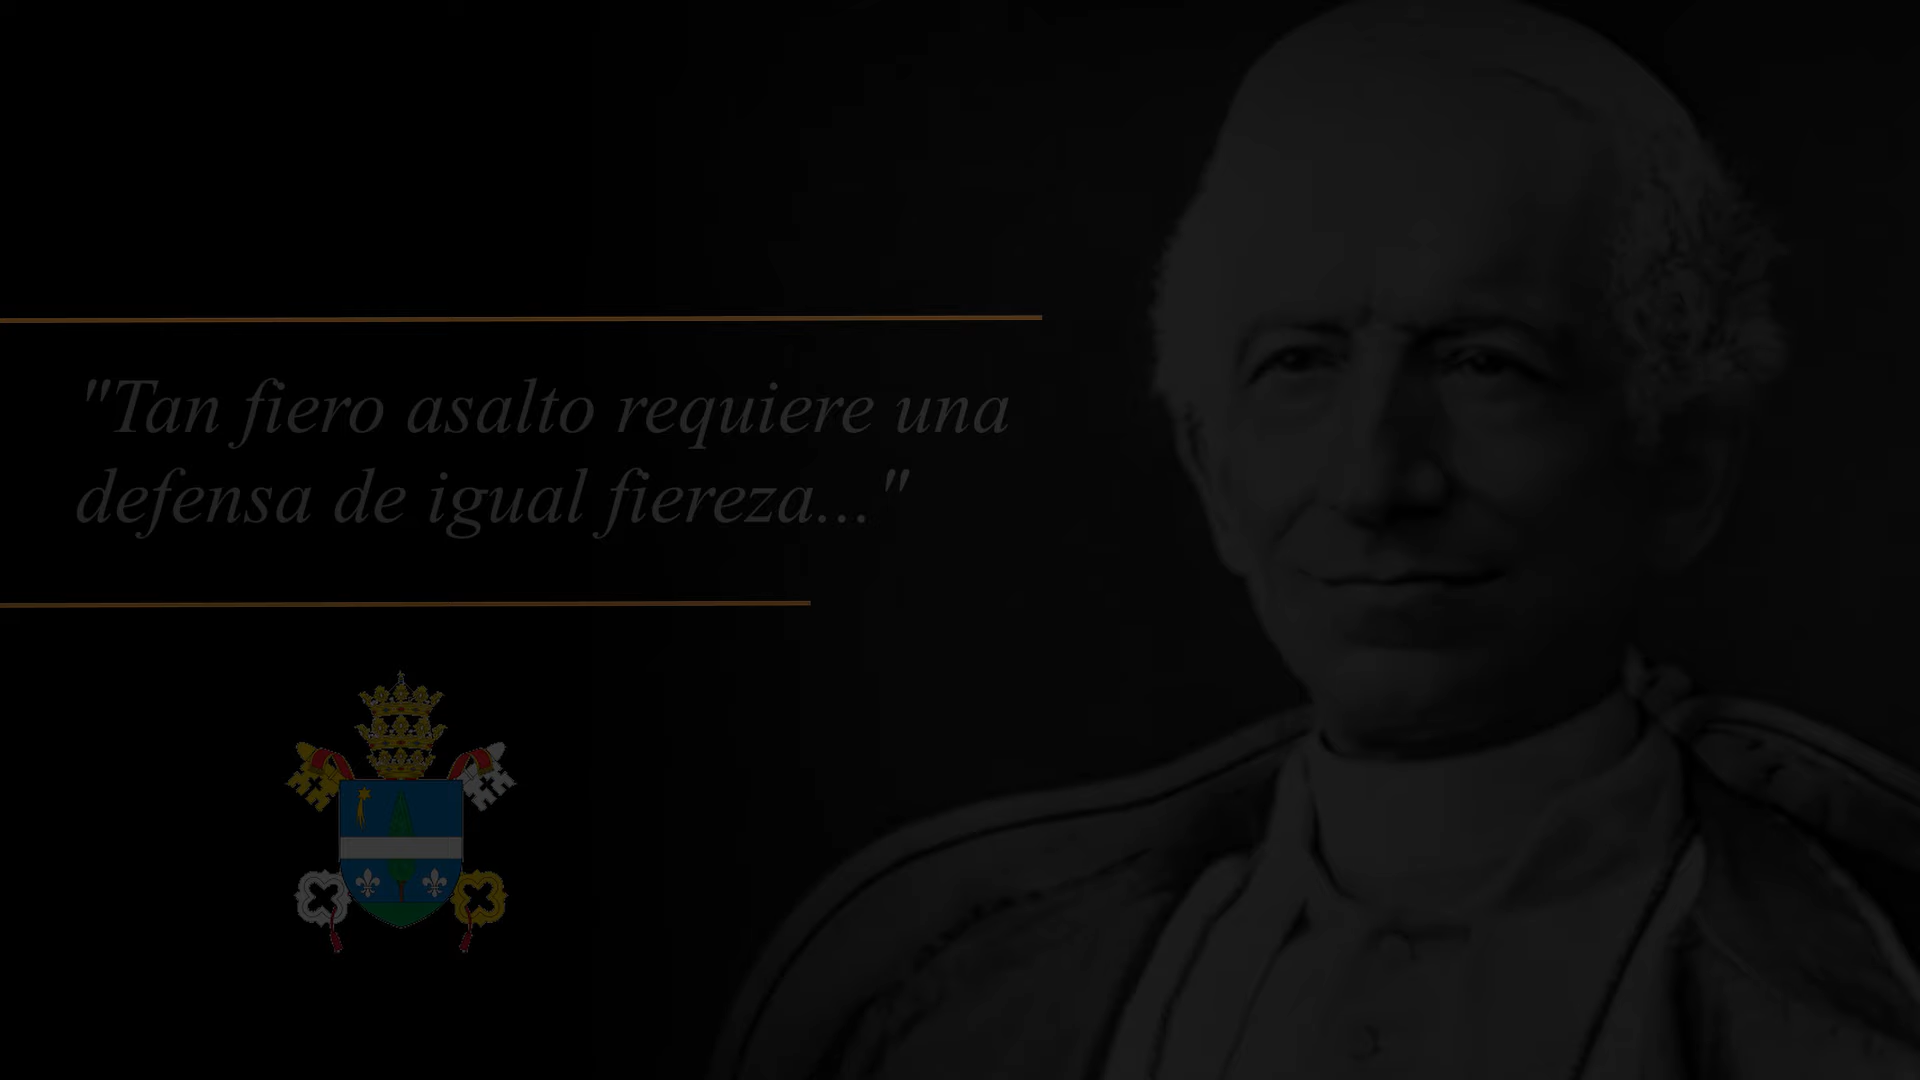 "Tan fiero asalto requiere una
defensa de igual fiereza..."